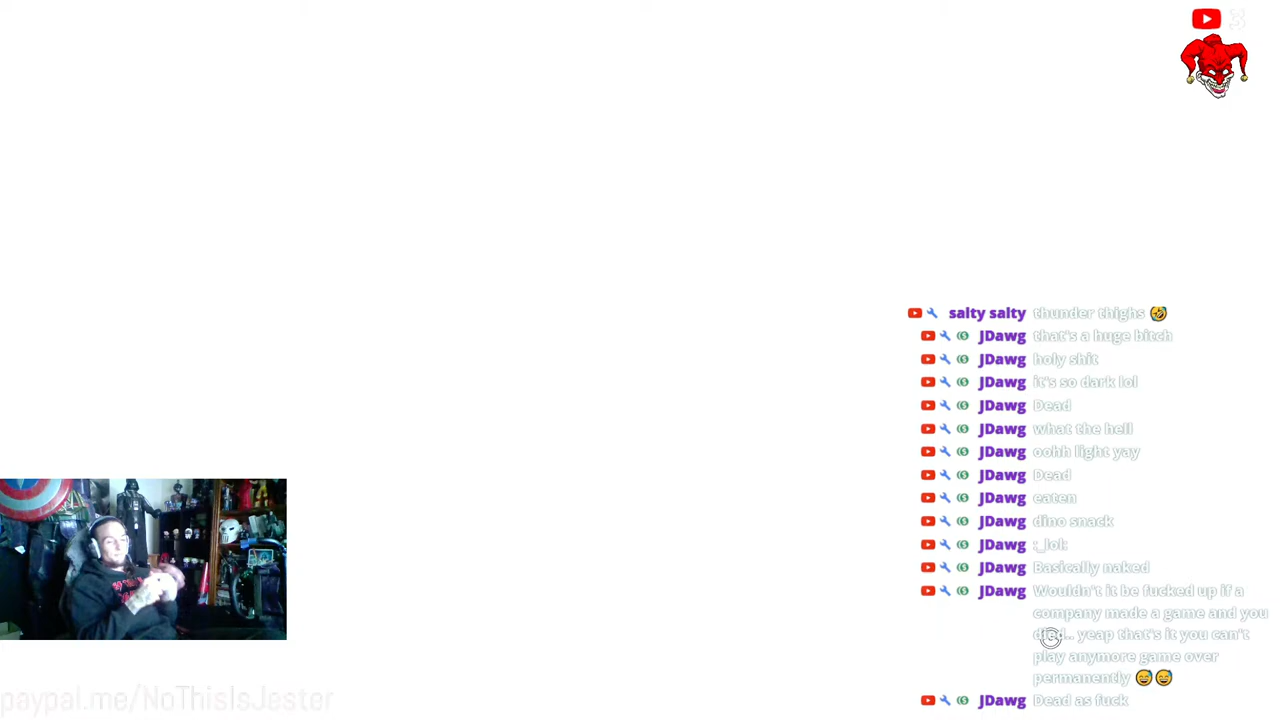 3
salty salty thunder thighs 🤣
JDawg that's a huge bitch
JDawg holy shit
JDawg it's so dark lol
JDawg Dead
JDawg what the hell
JDawg oohh light yay
JDawg Dead
JDawg eaten
JDawg dino snack
JDawg :_lol:
JDawg Basically naked
JDawg Wouldn't it be fucked up if a
company made a game and you
died.. yeap that's it you can't
play anymore game over
permanently 😅😅
JDawg Dead as fuck
paypal.me/NoThisIsJester